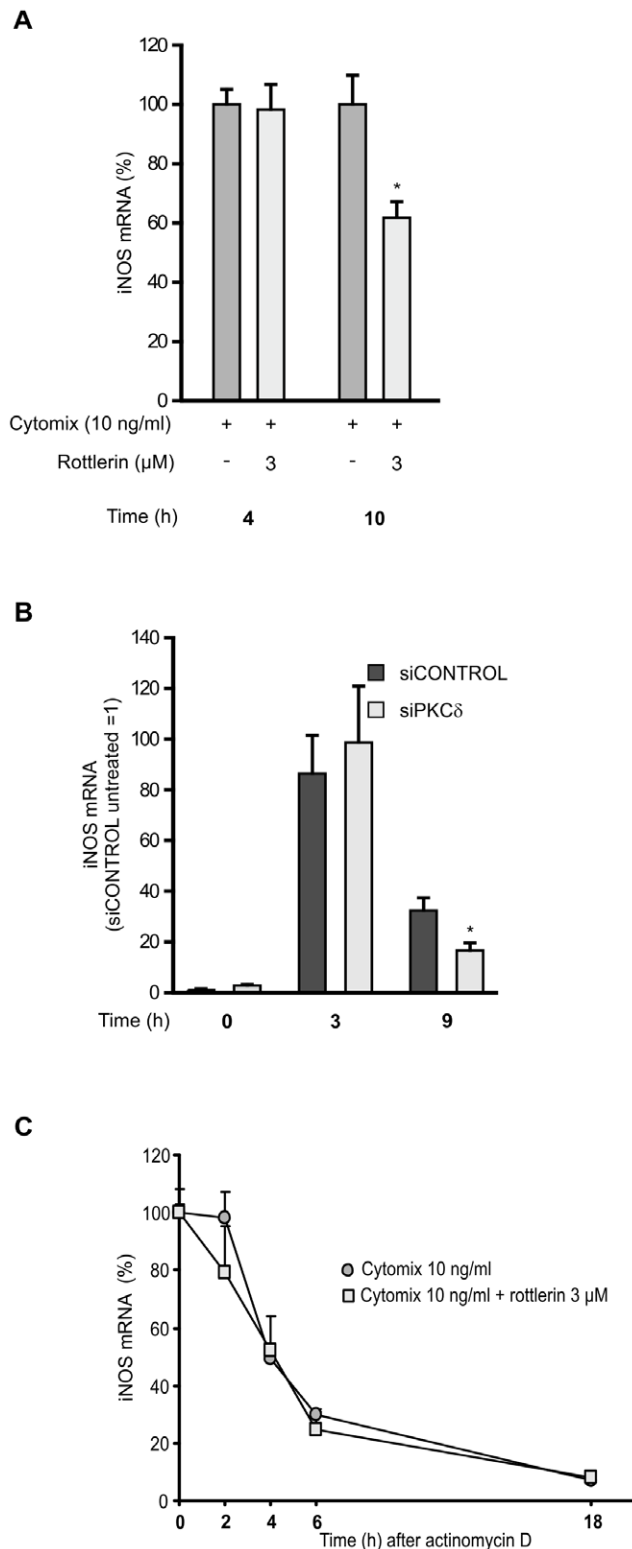 A
120
100
80
60
40
20
0
iNOS mRNA (%)
*
Cytomix (10 ng/ml) + + + +
Rottlerin (µM) - 3 - 3
Time (h) 4 10
B
140
120
100
80
60
40
20
0
iNOS mRNA
(siCONTROL untreated =1)
siCONTROL
siPKCδ
*
Time (h) 0 3 9
C
120
100
80
60
40
20
0
iNOS mRNA (%)
Cytomix 10 ng/ml
Cytomix 10 ng/ml + rottlerin 3 µM
0 2 4 6 18
Time (h) after actinomycin D